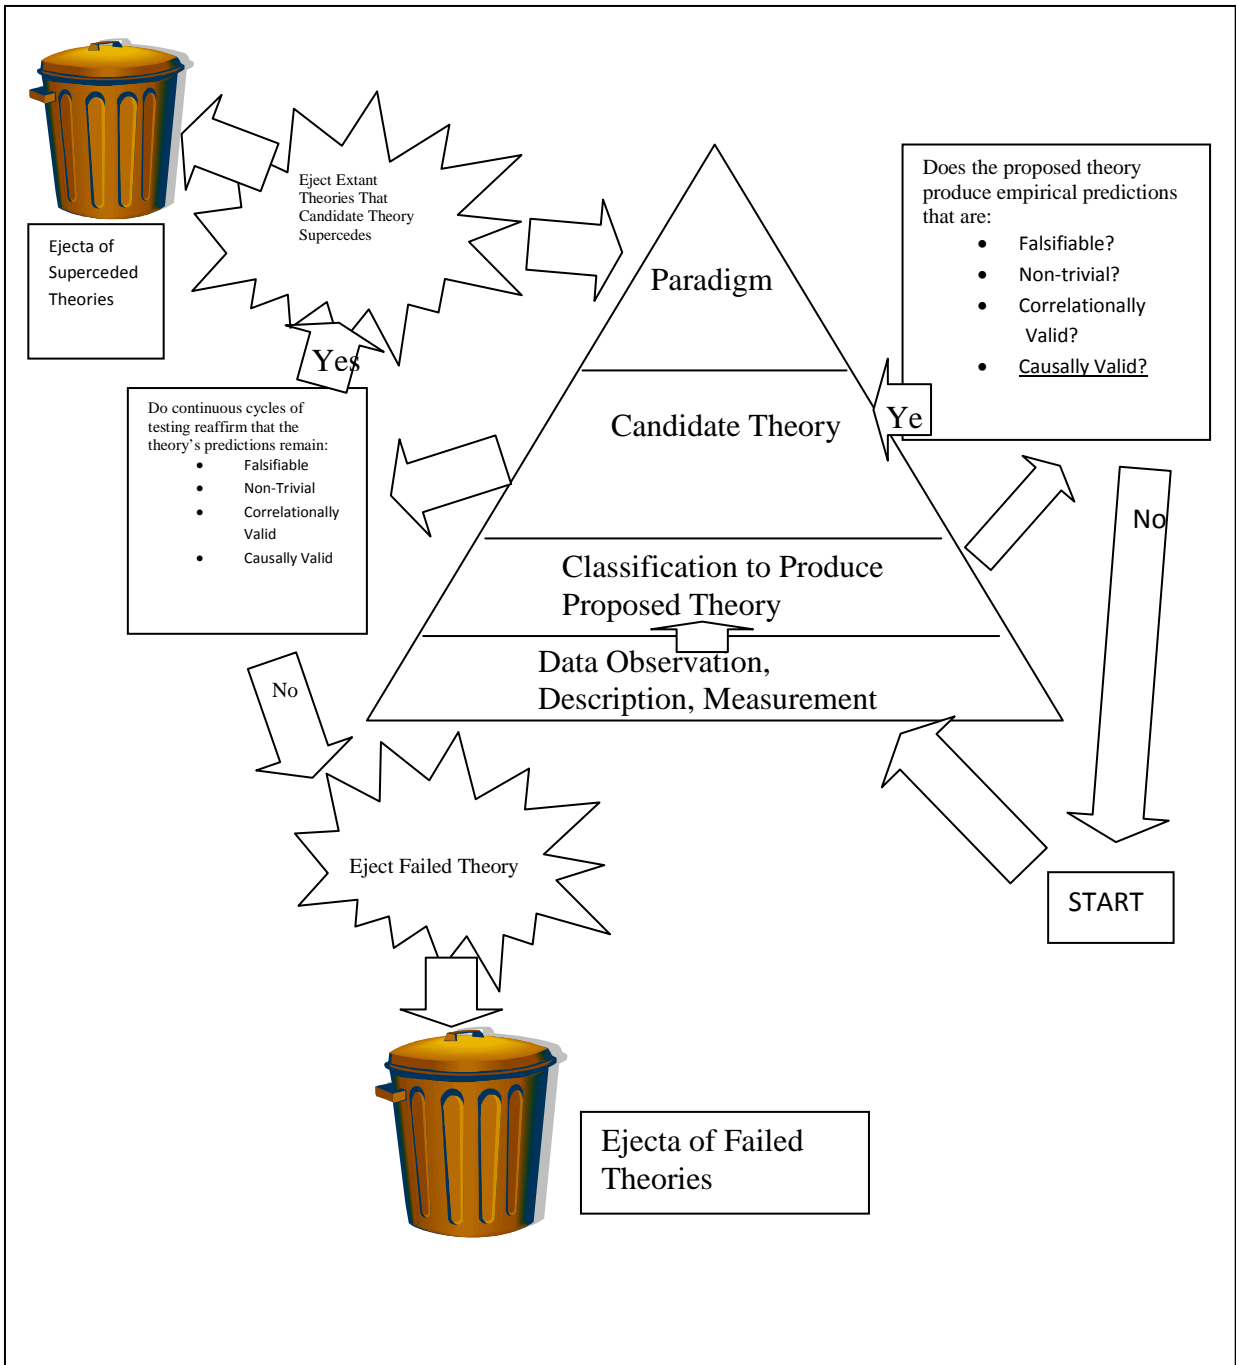 Eject Extant
Theories That
Candidate Theory
Supercedes
Ejecta of
Superceded
Theories
Does the proposed theory
produce empirical predictions
that are:
• Falsifiable?
• Non-trivial?
• Correlationally
Valid?
• Causally Valid?
Paradigm
Yes
Do continuous cycles of
testing reaffirm that the
theory’s predictions remain:
• Falsifiable
• Non-Trivial
• Correlationally
Valid
• Causally Valid
Candidate Theory
Ye
No
Classification to Produce
Proposed Theory
Data Observation,
Description, Measurement
No
Eject Failed Theory
START
Ejecta of Failed
Theories